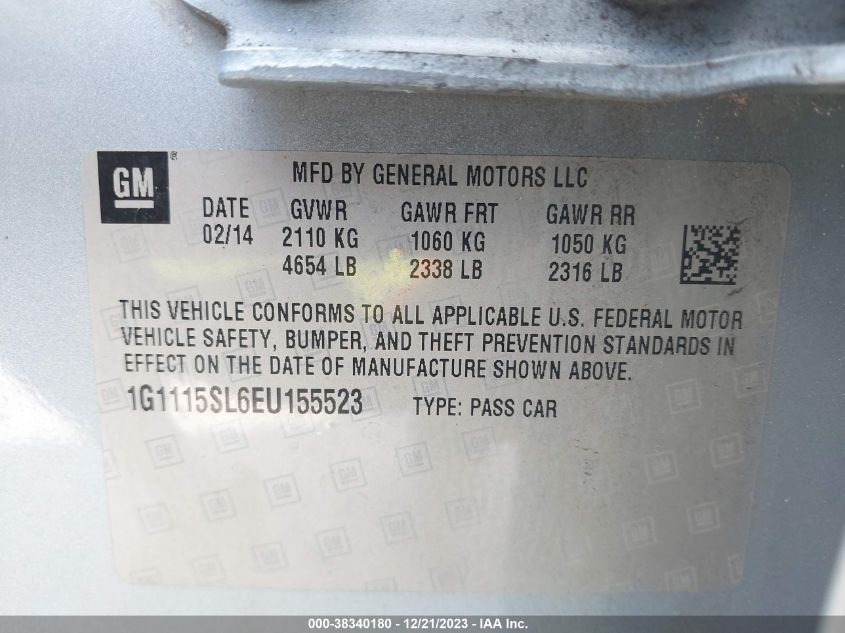 GM ® MFD BY GENERAL MOTORS LLC
DATE GVWR GAWR FRT GAWR RR
02/14 2110 KG 1060 KG 1050 KG
4654 LB 2338 LB 2316 LB
THIS VEHICLE CONFORMS TO ALL APPLICABLE U.S. FEDERAL MOTOR
VEHICLE SAFETY, BUMPER, AND THEFT PREVENTION STANDARDS IN
EFFECT ON THE DATE OF MANUFACTURE SHOWN ABOVE.
1G1115SL6EU155523 TYPE: PASS CAR
000-38340180 - 12/21/2023 - IAA Inc.